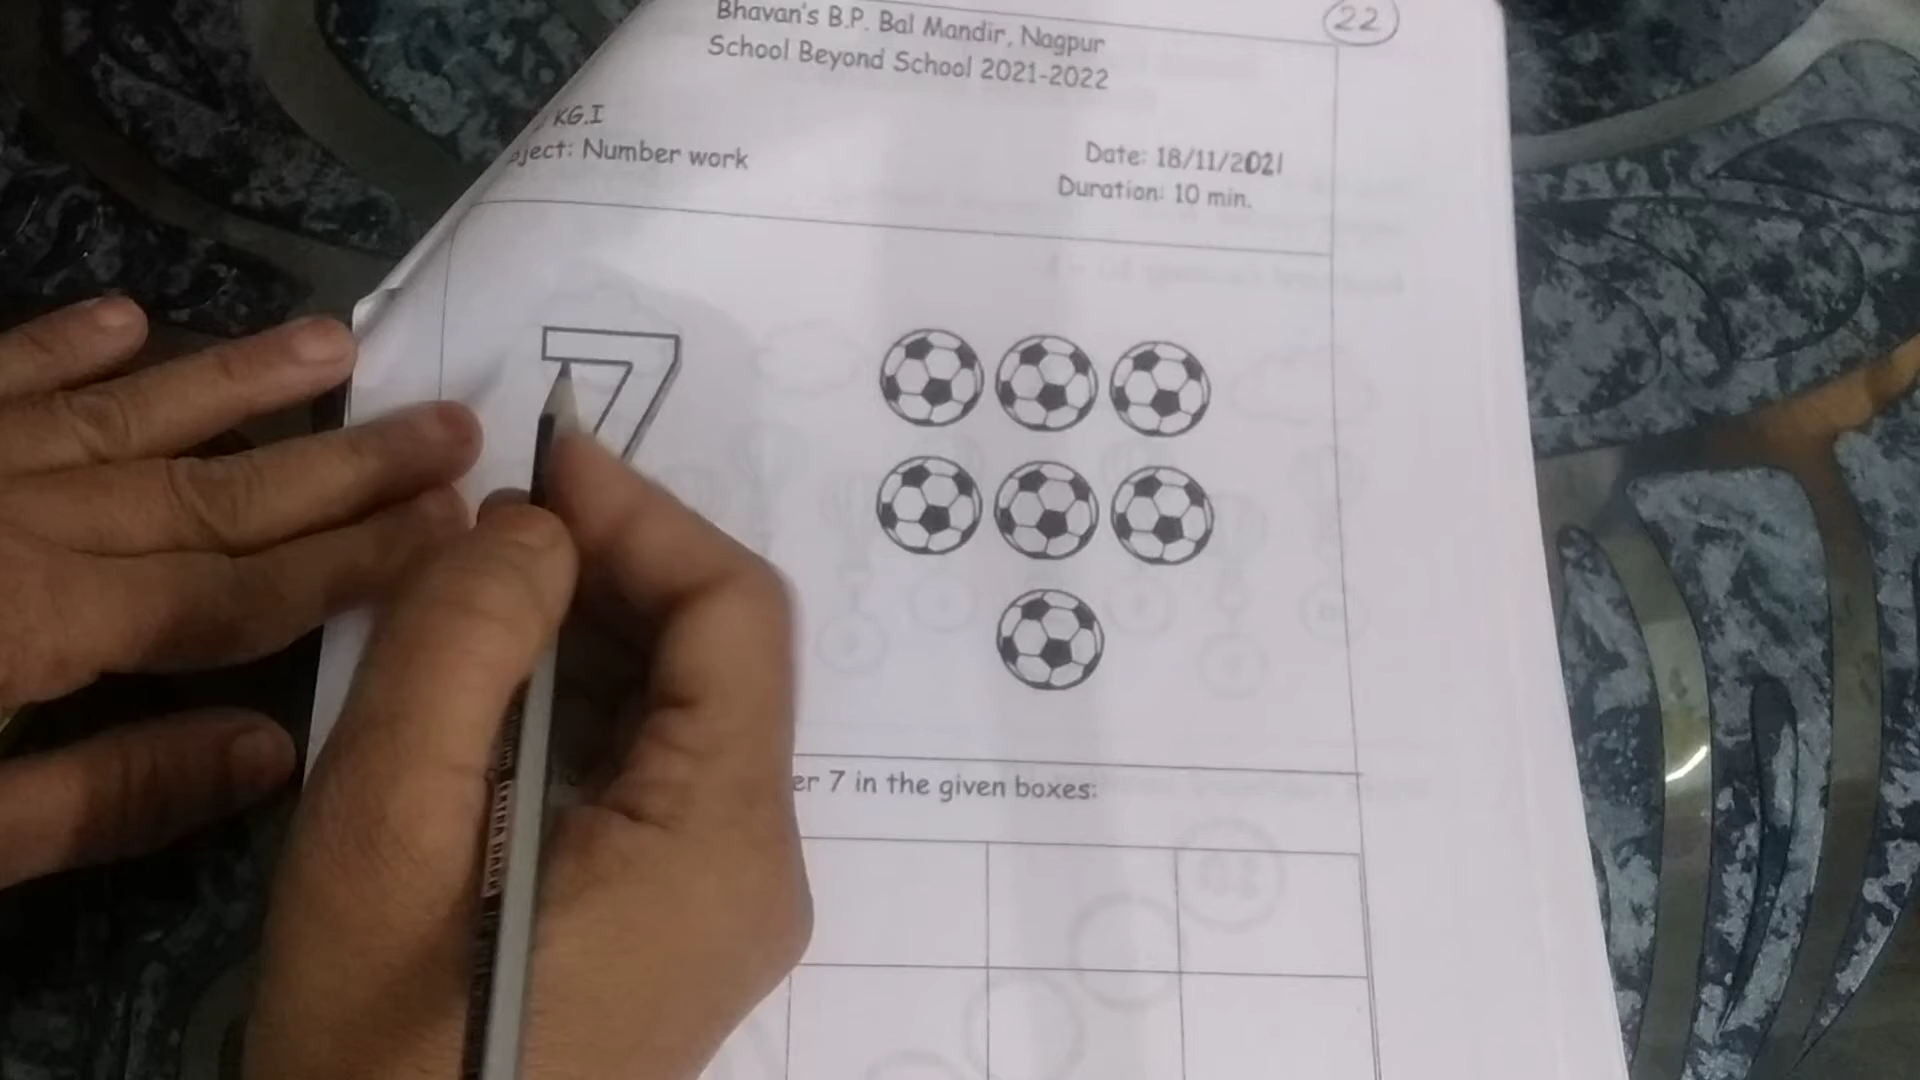 22
Bhavan's B.P. Bal Mandir, Nagpur
School Beyond School 2021-2022
KG.I
Date: 18/11/2021
Number work
Duration: 10 min.
7
7 in the given boxes: